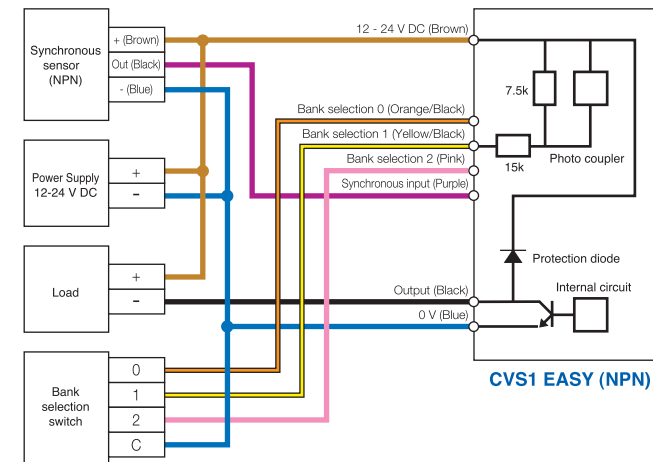 Synchronous
sensor
(NPN)
+ (Brown)
Out (Black)
- (Blue)
Power Supply
12-24 V DC
+
-
Load
+
-
Bank
selection
switch
0
1
2
C
12 - 24 V DC (Brown)
Bank selection 0 (Orange/Black)
Bank selection 1 (Yellow/Black)
Bank selection 2 (Pink)
Synchronous input (Purple)
Output (Black)
0 V (Blue)
7.5k
15k
Photo coupler
Protection diode
Internal circuit
CVS1 EASY (NPN)